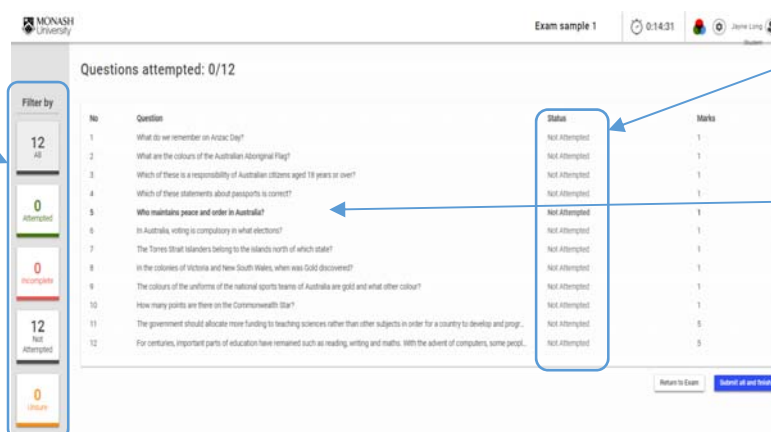 MONASH
University
Exam sample 1
0:14:31
Jayne Long
Student
Questions attempted: 0/12
Filter by
12
All
0
Attempted
0
Incomplete
12
Not
Attempted
0
Unsure
No Question Status Marks
1 What do we remember on Anzac Day? Not Attempted 1
2 What are the colours of the Australian Aboriginal Flag? Not Attempted 1
3 Which of these is a responsibility of Australian citizens aged 18 years or over? Not Attempted 1
4 Which of these statements about passports is correct? Not Attempted 1
5 Who maintains peace and order in Australia? Not Attempted 1
6 In Australia, voting is compulsory in what elections? Not Attempted 1
7 The Torres Strait Islanders belong to the islands north of which state? Not Attempted 1
8 In the colonies of Victoria and New South Wales, when was Gold discovered? Not Attempted 1
9 The colours of the uniforms of the national sports teams of Australia are gold and what other colour? Not Attempted 1
10 How many points are there on the Commonwealth Star? Not Attempted 1
11 The government should allocate more funding to teaching sciences rather than other subjects in order for a country to develop and progr.. Not Attempted 5
12 For centuries, important parts of education have remained such as reading, writing and maths. With the advent of computers, some peopl.. Not Attempted 5
Return to Exam
Submit all and finish